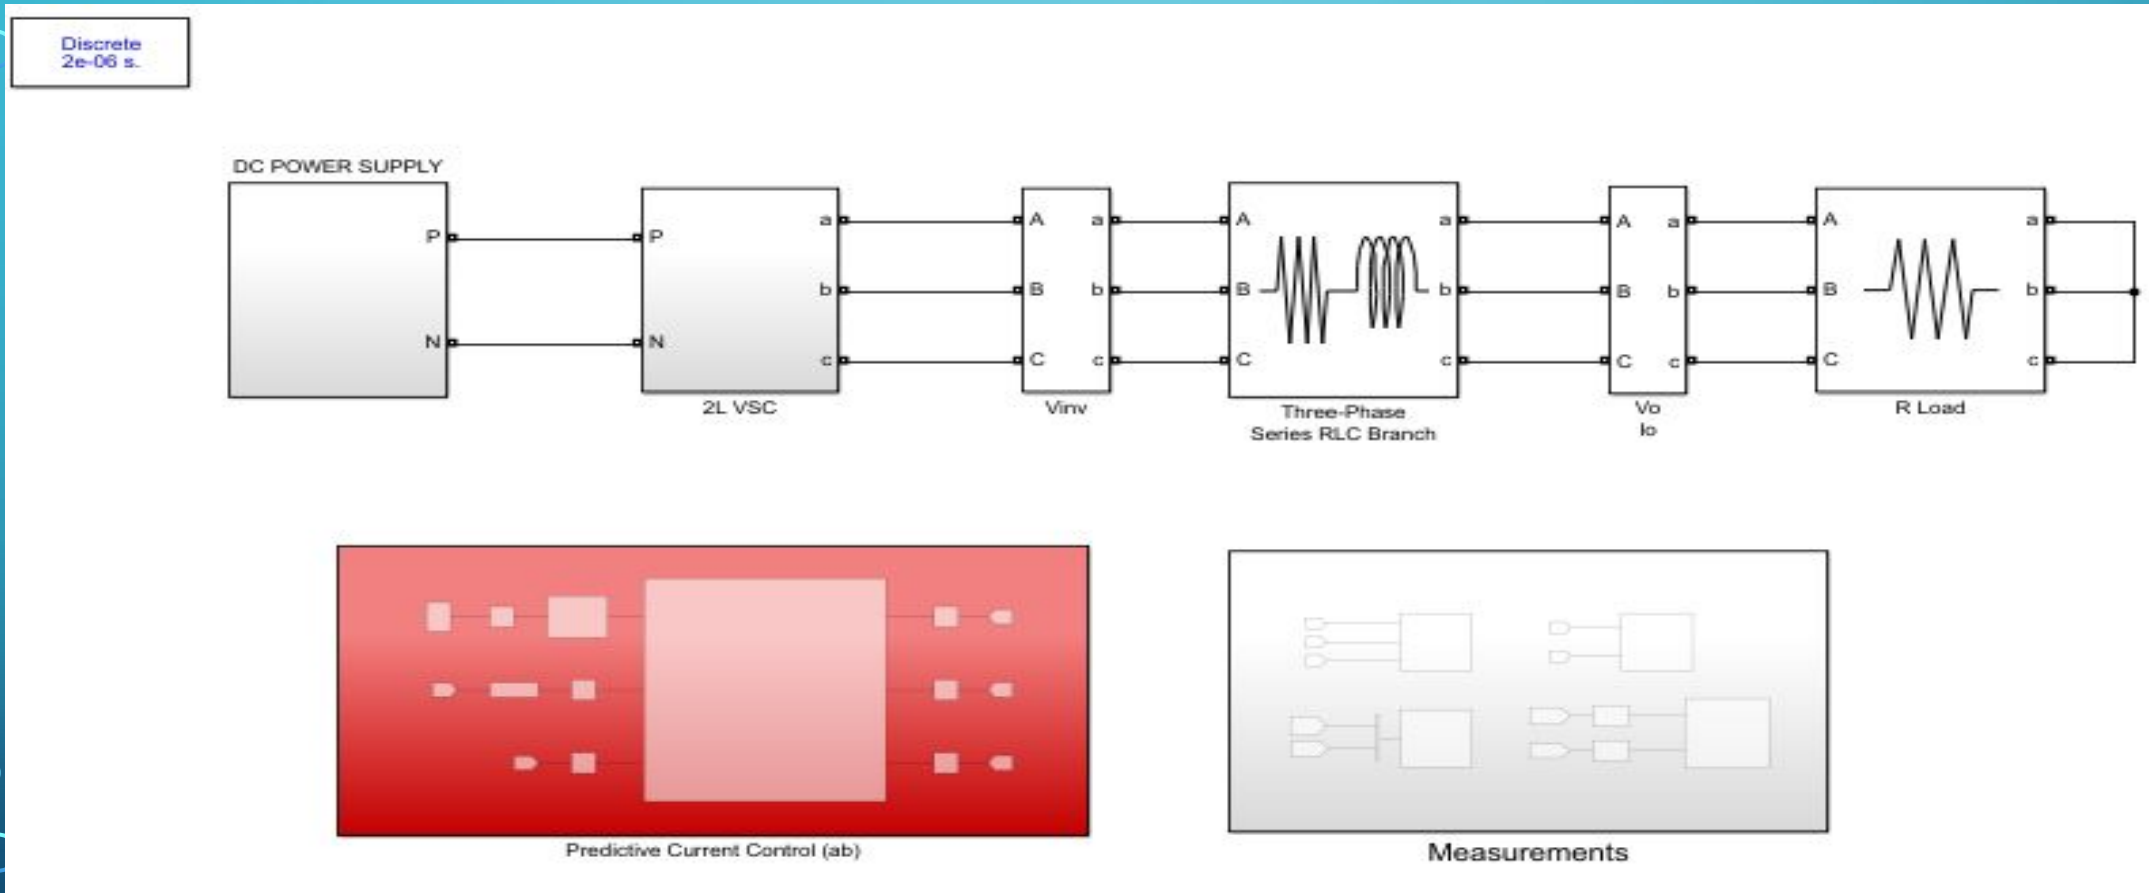 Discrete
2e-06 s.
DC POWER SUPPLY
P
N
P
N
a
b
c
2L VSC
A
B
C
a
b
c
Vinv
A
B
C
a
b
c
Three-Phase
Series RLC Branch
A
B
C
a
b
c
Vo
Io
A
B
C
a
b
c
R Load
Predictive Current Control (ab)
Measurements